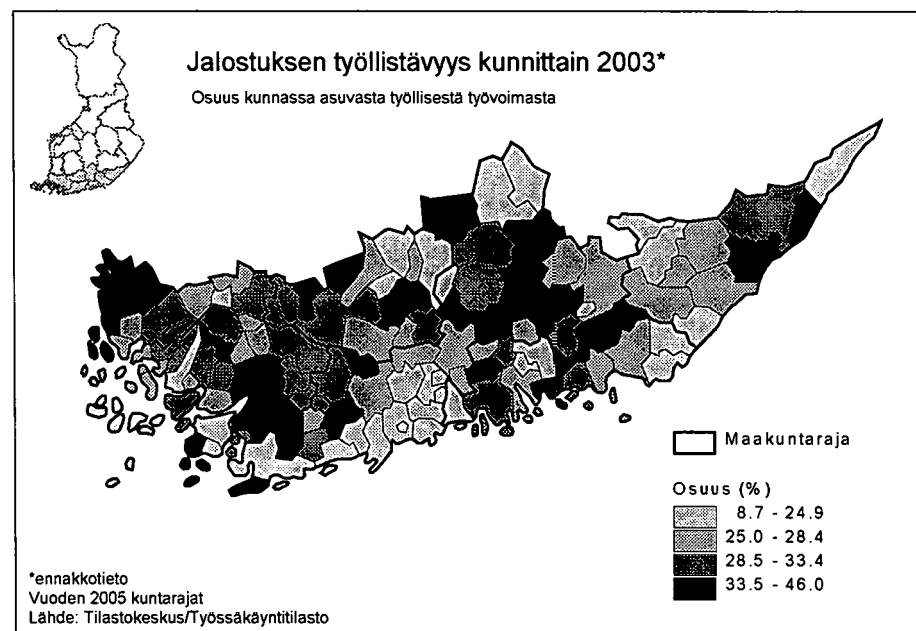 Jalostuksen työllistävyys kunnittain 2003*
Osuus kunnassa asuvasta työllisestä työvoimasta
Maakuntaraja
Osuus (%)
8.7 - 24.9
25.0 - 28.4
28.5 - 33.4
33.5 - 46.0
*ennakkotieto
Vuoden 2005 kuntarajat
Lähde: Tilastokeskus/Työssäkäyntitilasto